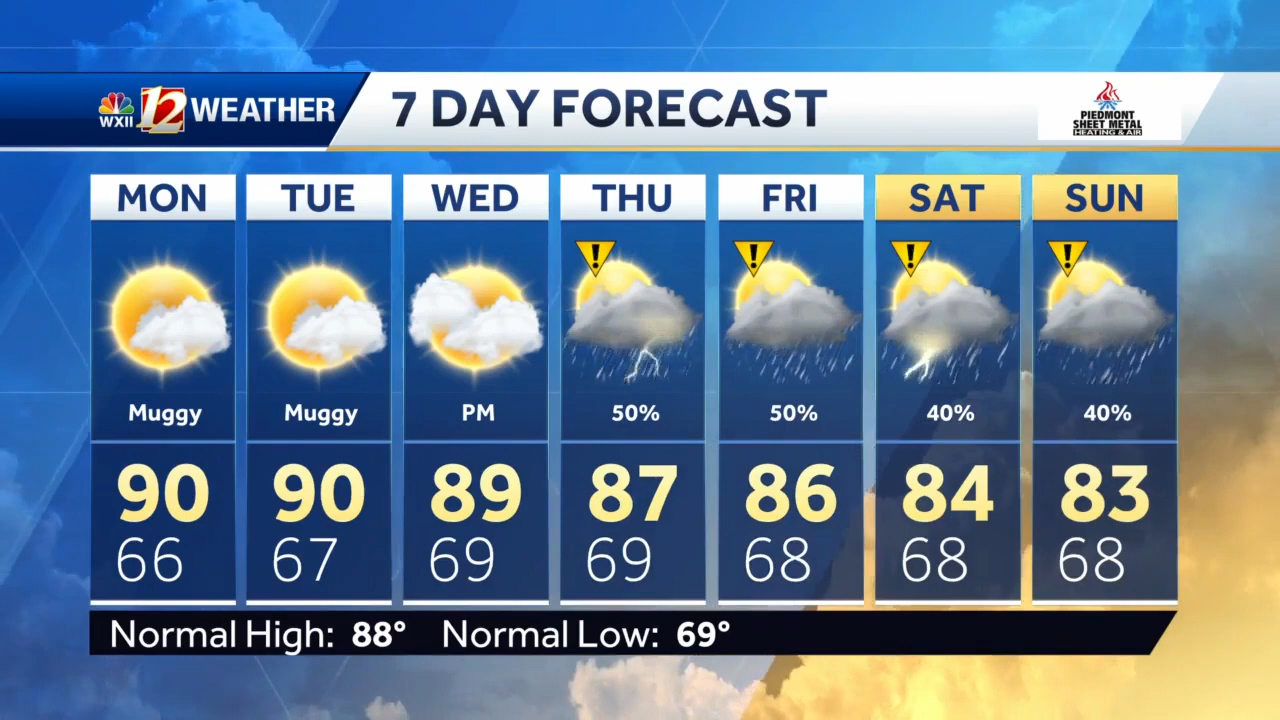 WXII 12 WEATHER
7 DAY FORECAST
PIEDMONT
SHEET METAL
HEATING & AIR
MON TUE WED THU FRI SAT SUN
! ! ! !
Muggy Muggy PM 50% 50% 40% 40%
90 90 89 87 86 84 83
66 67 69 69 68 68 68
Normal High: 88° Normal Low: 69°